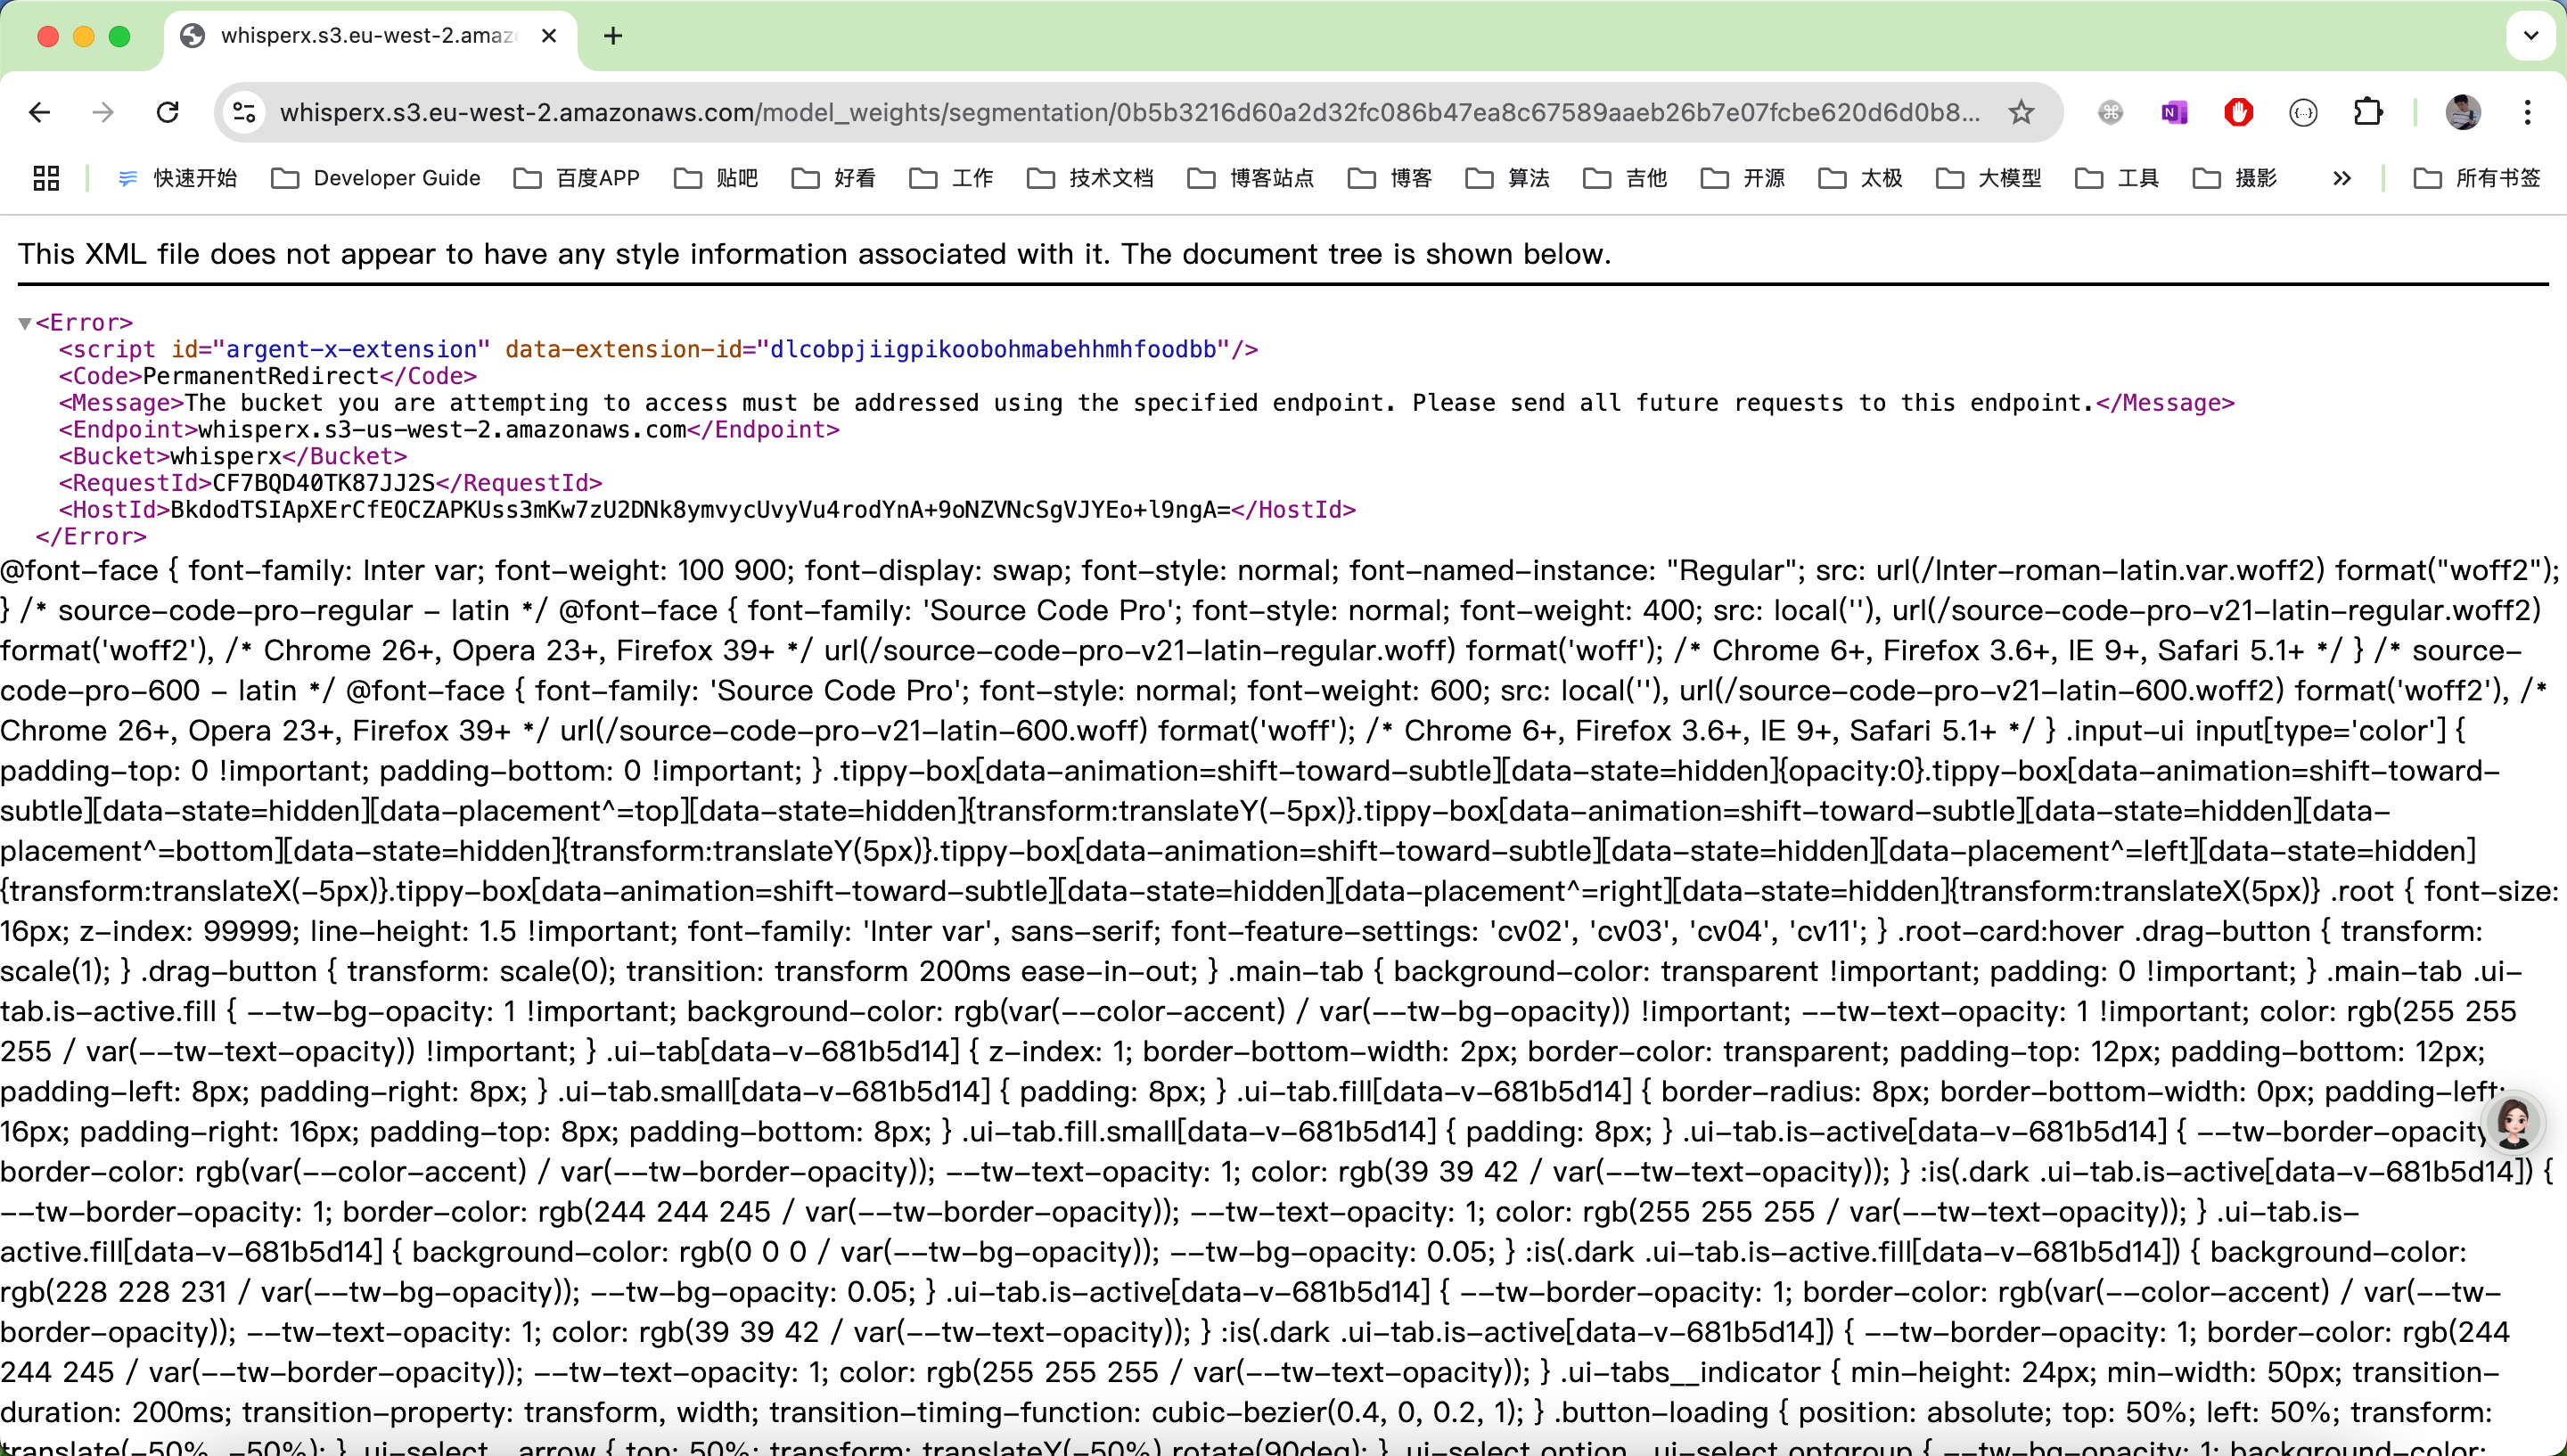 whisperx.s3.eu-west-2.amaz
whisperx.s3.eu-west-2.amazonaws.com/model_weights/segmentation/0b5b3216d60a2d32fc086b47ea8c67589aaeb26b7e07fcbe620d6d0b8...
快速开始 Developer Guide 百度APP 贴吧 好看 工作 技术文档 博客站点 博客 算法 吉他 开源 太极 大模型 工具 摄影 » 所有书签
This XML file does not appear to have any style information associated with it. The document tree is shown below.
▼<Error>
<script id="argent-x-extension" data-extension-id="dlcobpjiigpikoobohmabehhmhfoodbb"/>
<Code>PermanentRedirect</Code>
<Message>The bucket you are attempting to access must be addressed using the specified endpoint. Please send all future requests to this endpoint.</Message>
<Endpoint>whisperx.s3-us-west-2.amazonaws.com</Endpoint>
<Bucket>whisperx</Bucket>
<RequestId>CF7BQD40TK87JJ2S</RequestId>
<HostId>BkdodTSIApXErCfEOCZAPKUss3mKw7zU2DNk8ymvycUvyVu4rodYnA+9oNZVNcSgVJYEo+l9ngA=</HostId>
</Error>
@font-face { font-family: Inter var; font-weight: 100 900; font-display: swap; font-style: normal; font-named-instance: "Regular"; src: url(/Inter-roman-latin.var.woff2) format("woff2");
} /* source-code-pro-regular - latin */ @font-face { font-family: 'Source Code Pro'; font-style: normal; font-weight: 400; src: local(''), url(/source-code-pro-v21-latin-regular.woff2)
format('woff2'), /* Chrome 26+, Opera 23+, Firefox 39+ */ url(/source-code-pro-v21-latin-regular.woff) format('woff'); /* Chrome 6+, Firefox 3.6+, IE 9+, Safari 5.1+ */ } /* source-
code-pro-600 - latin */ @font-face { font-family: 'Source Code Pro'; font-style: normal; font-weight: 600; src: local(''), url(/source-code-pro-v21-latin-600.woff2) format('woff2'), /*
Chrome 26+, Opera 23+, Firefox 39+ */ url(/source-code-pro-v21-latin-600.woff) format('woff'); /* Chrome 6+, Firefox 3.6+, IE 9+, Safari 5.1+ */ } .input-ui input[type='color'] {
padding-top: 0 !important; padding-bottom: 0 !important; } .tippy-box[data-animation=shift-toward-subtle][data-state=hidden]{opacity:0}.tippy-box[data-animation=shift-toward-
subtle][data-state=hidden][data-placement^=top][data-state=hidden]{transform:translateY(-5px)}.tippy-box[data-animation=shift-toward-subtle][data-state=hidden][data-
placement^=bottom][data-state=hidden]{transform:translateY(5px)}.tippy-box[data-animation=shift-toward-subtle][data-state=hidden][data-placement^=left][data-state=hidden]
{transform:translateX(-5px)}.tippy-box[data-animation=shift-toward-subtle][data-state=hidden][data-placement^=right][data-state=hidden]{transform:translateX(5px)} .root { font-size:
16px; z-index: 99999; line-height: 1.5 !important; font-family: 'Inter var', sans-serif; font-feature-settings: 'cv02', 'cv03', 'cv04', 'cv11'; } .root-card:hover .drag-button { transform:
scale(1); } .drag-button { transform: scale(0); transition: transform 200ms ease-in-out; } .main-tab { background-color: transparent !important; padding: 0 !important; } .main-tab .ui-
tab.is-active.fill { --tw-bg-opacity: 1 !important; background-color: rgb(var(--color-accent) / var(--tw-bg-opacity)) !important; --tw-text-opacity: 1 !important; color: rgb(255 255
255 / var(--tw-text-opacity)) !important; } .ui-tab[data-v-681b5d14] { z-index: 1; border-bottom-width: 2px; border-color: transparent; padding-top: 12px; padding-bottom: 12px;
padding-left: 8px; padding-right: 8px; } .ui-tab.small[data-v-681b5d14] { padding: 8px; } .ui-tab.fill[data-v-681b5d14] { border-radius: 8px; border-bottom-width: 0px; padding-left:
16px; padding-right: 16px; padding-top: 8px; padding-bottom: 8px; } .ui-tab.fill.small[data-v-681b5d14] { padding: 8px; } .ui-tab.is-active[data-v-681b5d14] { --tw-border-opacity
border-color: rgb(var(--color-accent) / var(--tw-border-opacity)); --tw-text-opacity: 1; color: rgb(39 39 42 / var(--tw-text-opacity)); } :is(.dark .ui-tab.is-active[data-v-681b5d14]) {
--tw-border-opacity: 1; border-color: rgb(244 244 245 / var(--tw-border-opacity)); --tw-text-opacity: 1; color: rgb(255 255 255 / var(--tw-text-opacity)); } .ui-tab.is-
active.fill[data-v-681b5d14] { background-color: rgb(0 0 0 / var(--tw-bg-opacity)); --tw-bg-opacity: 0.05; } :is(.dark .ui-tab.is-active.fill[data-v-681b5d14]) { background-color:
rgb(228 228 231 / var(--tw-bg-opacity)); --tw-bg-opacity: 0.05; } .ui-tab.is-active[data-v-681b5d14] { --tw-border-opacity: 1; border-color: rgb(var(--color-accent) / var(--tw-
border-opacity)); --tw-text-opacity: 1; color: rgb(39 39 42 / var(--tw-text-opacity)); } :is(.dark .ui-tab.is-active[data-v-681b5d14]) { --tw-border-opacity: 1; border-color: rgb(244
244 245 / var(--tw-border-opacity)); --tw-text-opacity: 1; color: rgb(255 255 255 / var(--tw-text-opacity)); } .ui-tabs__indicator { min-height: 24px; min-width: 50px; transition-
duration: 200ms; transition-property: transform, width; transition-timing-function: cubic-bezier(0.4, 0, 0.2, 1); } .button-loading { position: absolute; top: 50%; left: 50%; transform:
translate(-50%, -50%); } .ui-select__arrow { top: 50%; transform: translateY(-50%) rotate(90deg); } .ui-select option, .ui-select optgroup { --tw-bg-opacity: 1; background-color: